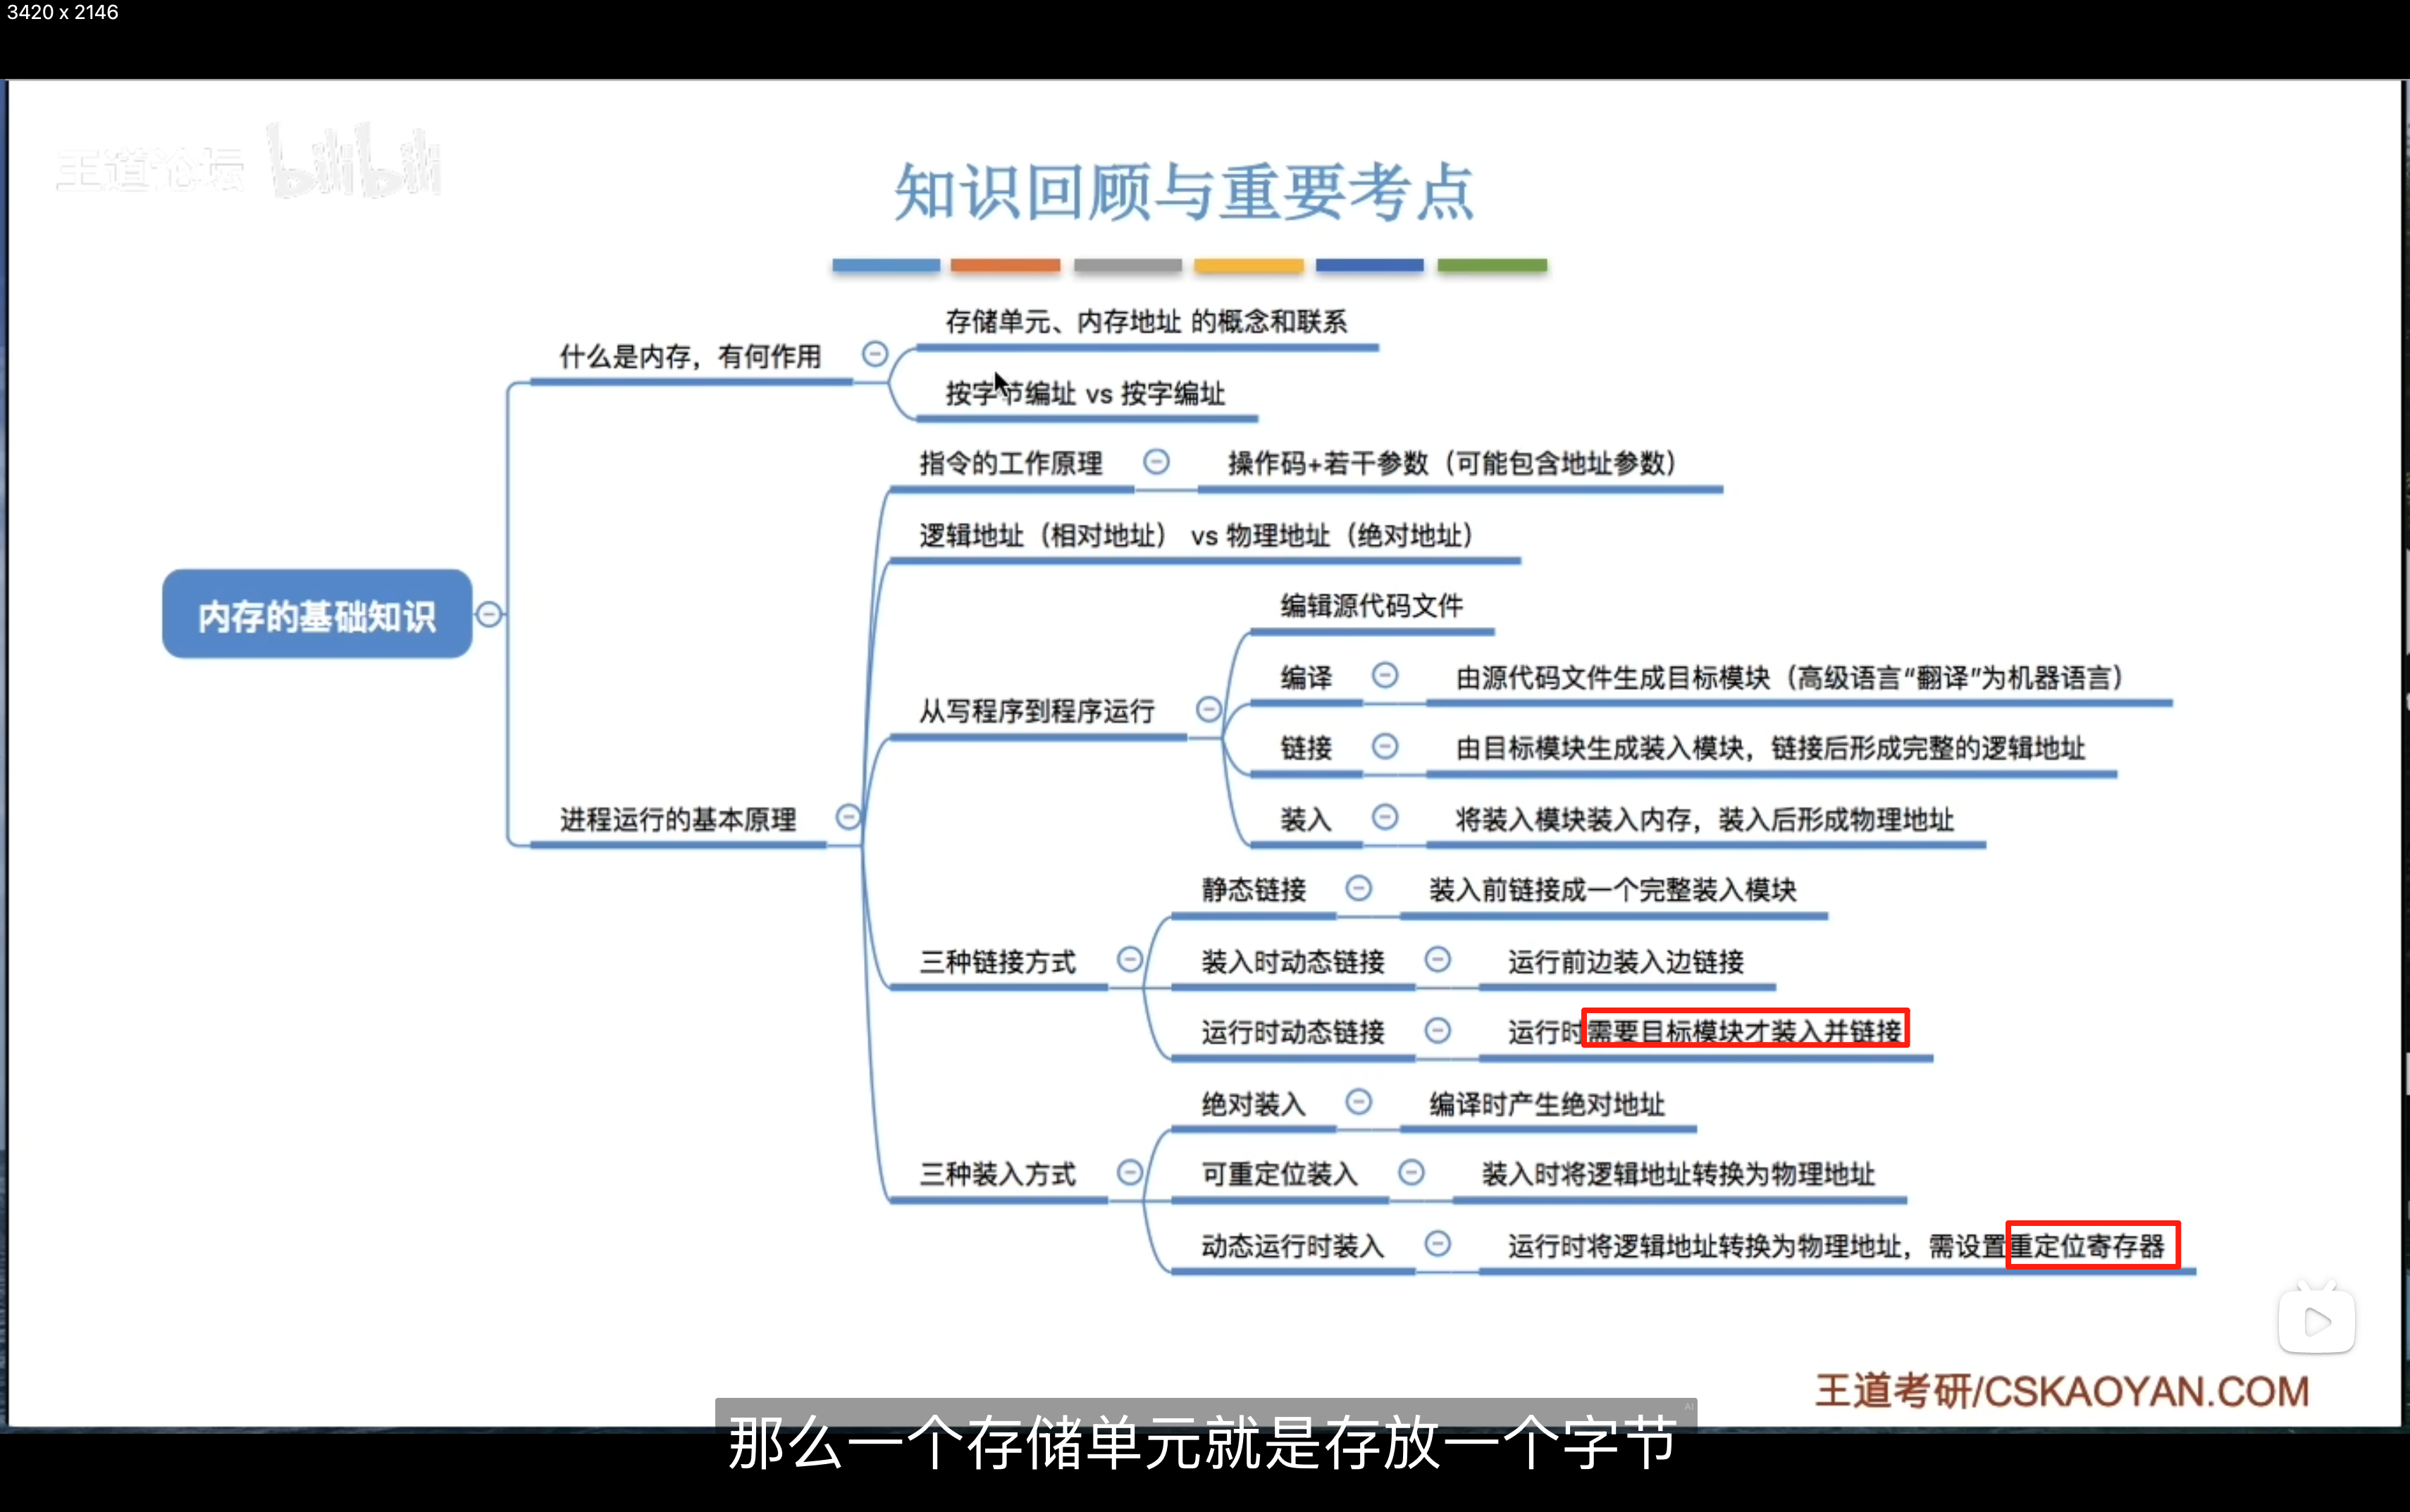 3420 x 2146
王道论坛 bilibili
知识回顾与重要考点
存储单元、内存地址 的概念和联系
什么是内存，有何作用
按字节编址 vs 按字编址
指令的工作原理
操作码+若干参数（可能包含地址参数）
逻辑地址（相对地址） vs 物理地址（绝对地址）
内存的基础知识
编辑源代码文件
编译
由源代码文件生成目标模块（高级语言“翻译”为机器语言）
从写程序到程序运行
链接
由目标模块生成装入模块，链接后形成完整的逻辑地址
进程运行的基本原理
装入
将装入模块装入内存，装入后形成物理地址
静态链接
装入前链接成一个完整装入模块
三种链接方式
装入时动态链接
运行前边装入边链接
运行时动态链接
运行时需要目标模块才装入并链接
绝对装入
编译时产生绝对地址
三种装入方式
可重定位装入
装入时将逻辑地址转换为物理地址
动态运行时装入
运行时将逻辑地址转换为物理地址，需设置重定位寄存器
王道考研/CSKAOYAN.COM
AI
那么一个存储单元就是存放一个字节